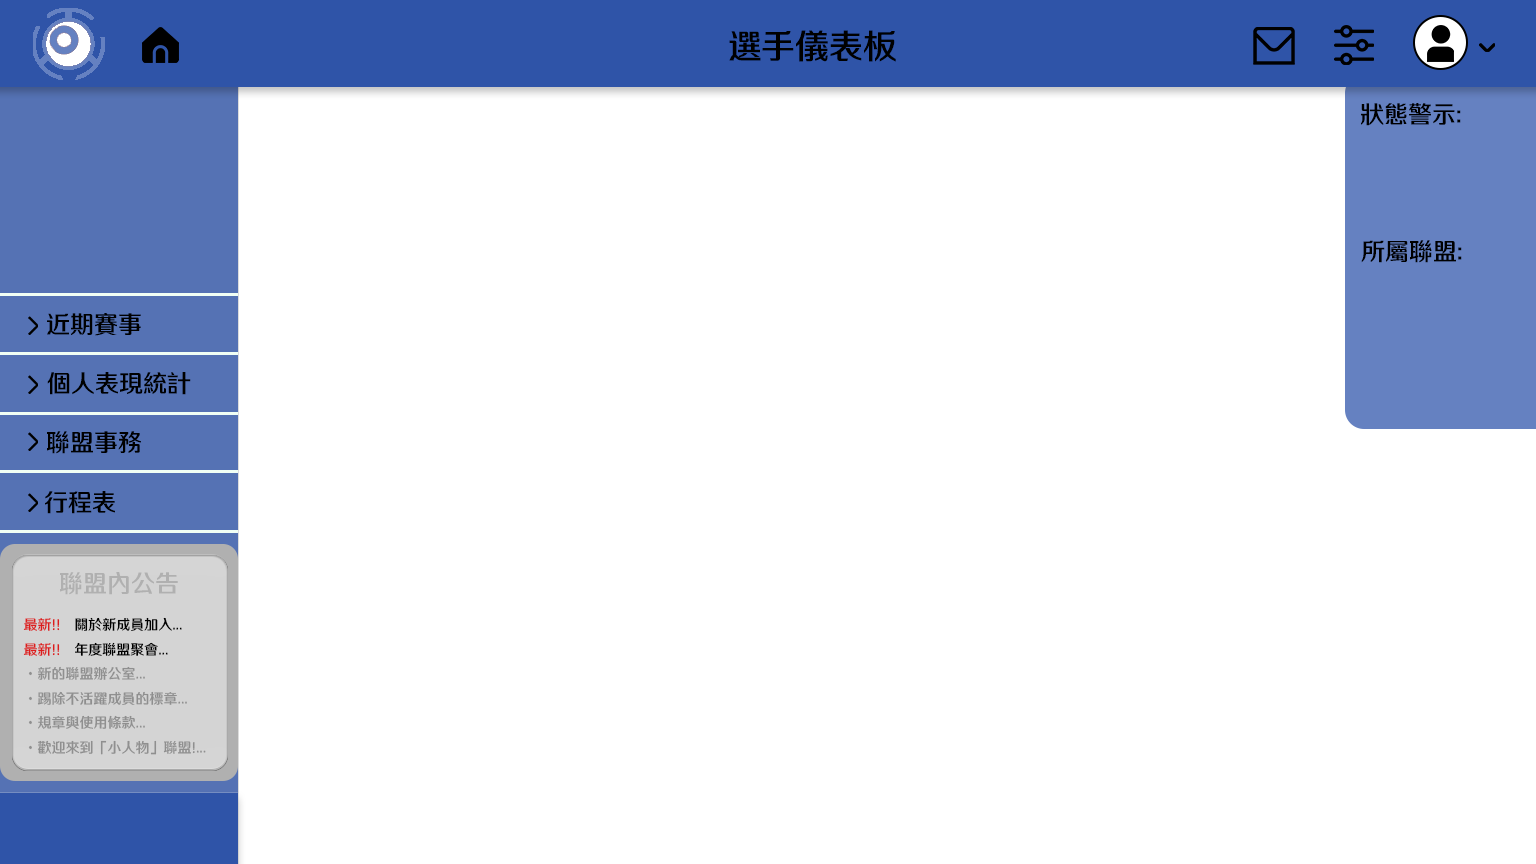 選手儀表板
狀態警示:
所屬聯盟:
近期賽事
個人表現統計
聯盟事務
行程表
聯盟內公告
最新!! 關於新成員加入...
最新!! 年度聯盟聚會...
・新的聯盟辦公室...
・踢除不活躍成員的標章...
・規章與使用條款...
・歡迎來到「小人物」聯盟!...